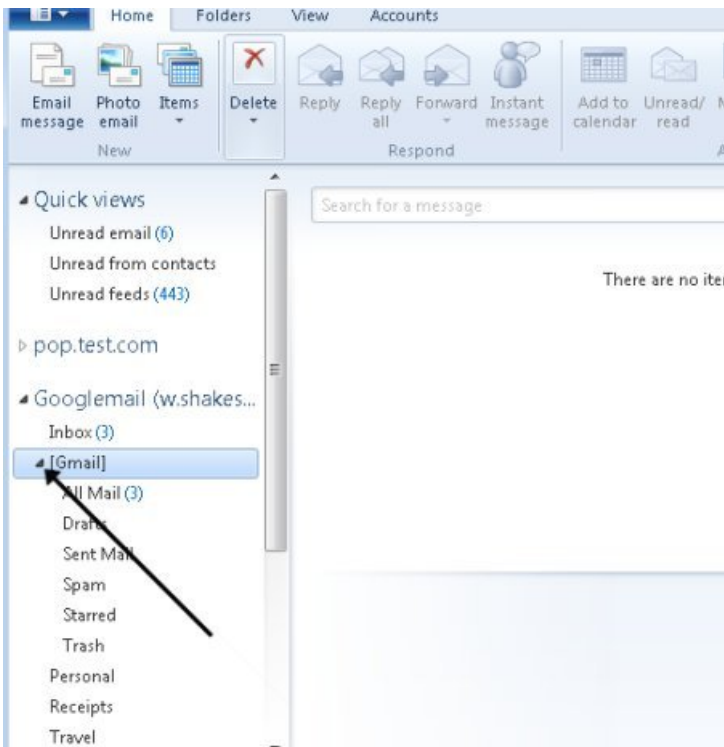 Home Folders View Accounts
Email message
Photo email
Items
Delete
Reply
Reply all
Forward
Instant message
Add to calendar
Unread/ read
New
Respond
Quick views
Unread email (6)
Unread from contacts
Unread feeds (443)
pop.test.com
Googlemail (w.shakes...
Inbox (3)
[Gmail]
All Mail (3)
Drafts
Sent Mail
Spam
Starred
Trash
Personal
Receipts
Travel
Search for a message
There are no